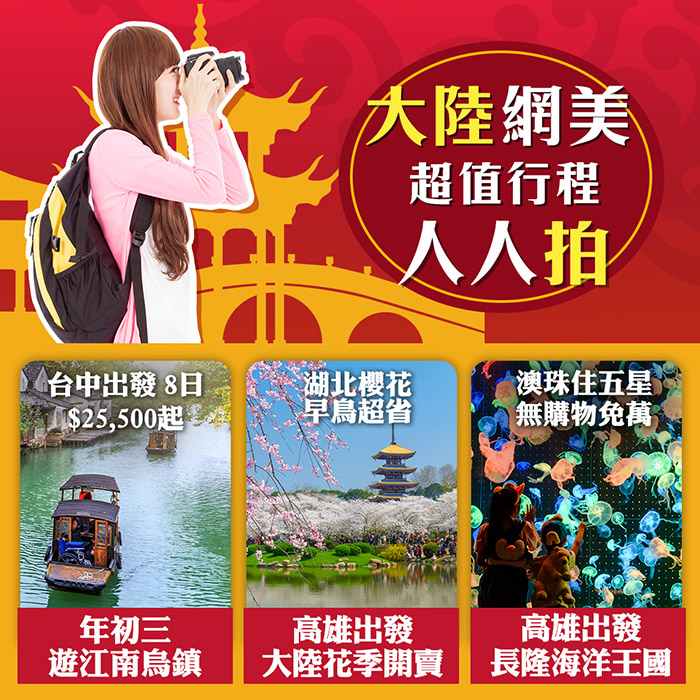 大陸網美
超值行程
人人拍
台中出發 8日
$25,500起
年初三
遊江南烏鎮
湖北櫻花
早鳥超省
高雄出發
大陸花季開賣
澳珠住五星
無購物免萬
高雄出發
長隆海洋王國